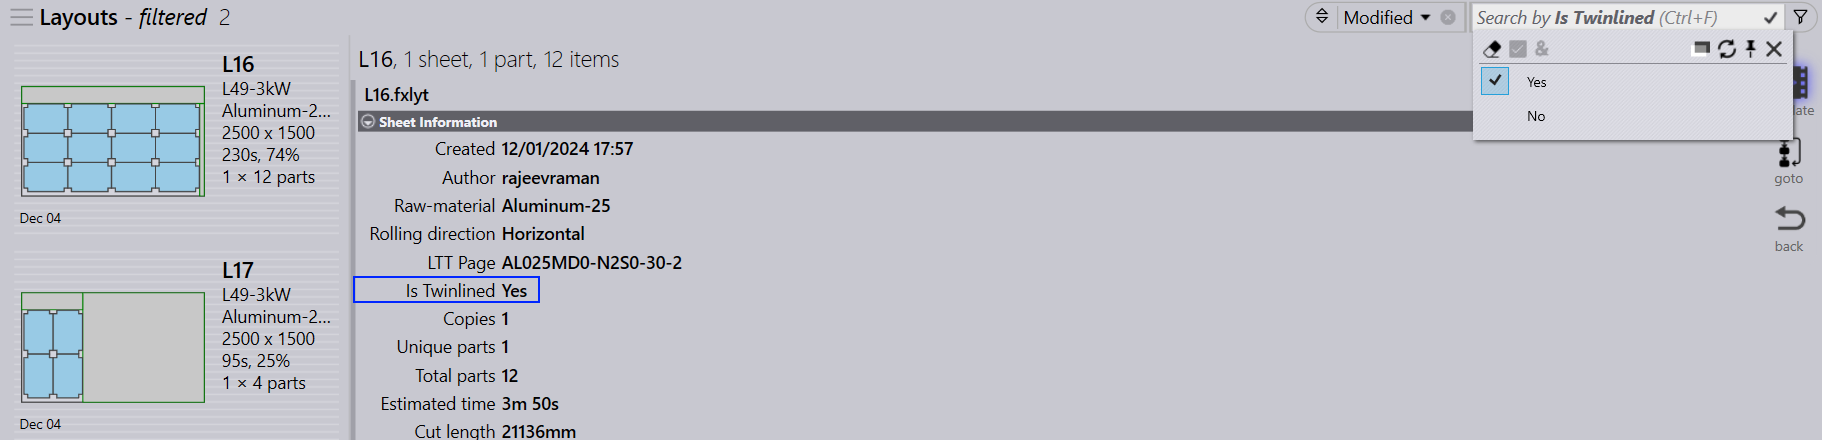 Layouts - filtered 2
Modified
Search by Is Twinlined (Ctrl+F)
&
Yes
No
L16
L49-3kW
Aluminum-2...
2500 x 1500
230s, 74%
1 × 12 parts
Dec 04
L17
L49-3kW
Aluminum-2...
2500 x 1500
95s, 25%
1 × 4 parts
Dec 04
L16, 1 sheet, 1 part, 12 items
L16.fxlyt
Sheet Information
Created 12/01/2024 17:57
Author rajeevraman
Raw-material Aluminum-25
Rolling direction Horizontal
LTT Page AL025MD0-N2S0-30-2
Is Twinlined Yes
Copies 1
Unique parts 1
Total parts 12
Estimated time 3m 50s
Cut length 21136mm
goto
back